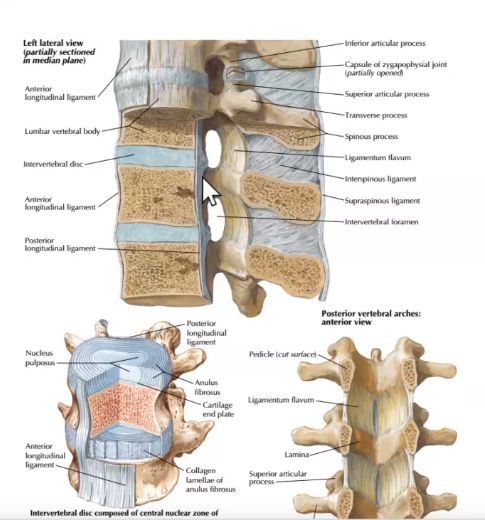 Left lateral view
(partially sectioned
in median plane)
Anterior
longitudinal ligament
Lumbar vertebral body
Intervertebral disc
Anterior
longitudinal ligament
Posterior
longitudinal ligament
Inferior articular process
Capsule of zygapophysial joint
(partially opened)
Superior articular process
Transverse process
Spinous process
Ligamentum flavum
Interspinous ligament
Supraspinous ligament
Intervertebral foramen
Posterior
longitudinal
ligament
Nucleus
pulposus
Anulus
fibrosus
Cartilage
end plate
Anterior
longitudinal
ligament
Collagen
lamellae of
anulus fibrosus
Intervertebral disc composed of central nuclear zone of
Posterior vertebral arches:
anterior view
Pedicle (cut surface)
Ligamentum flavum
Lamina
Superior articular
process